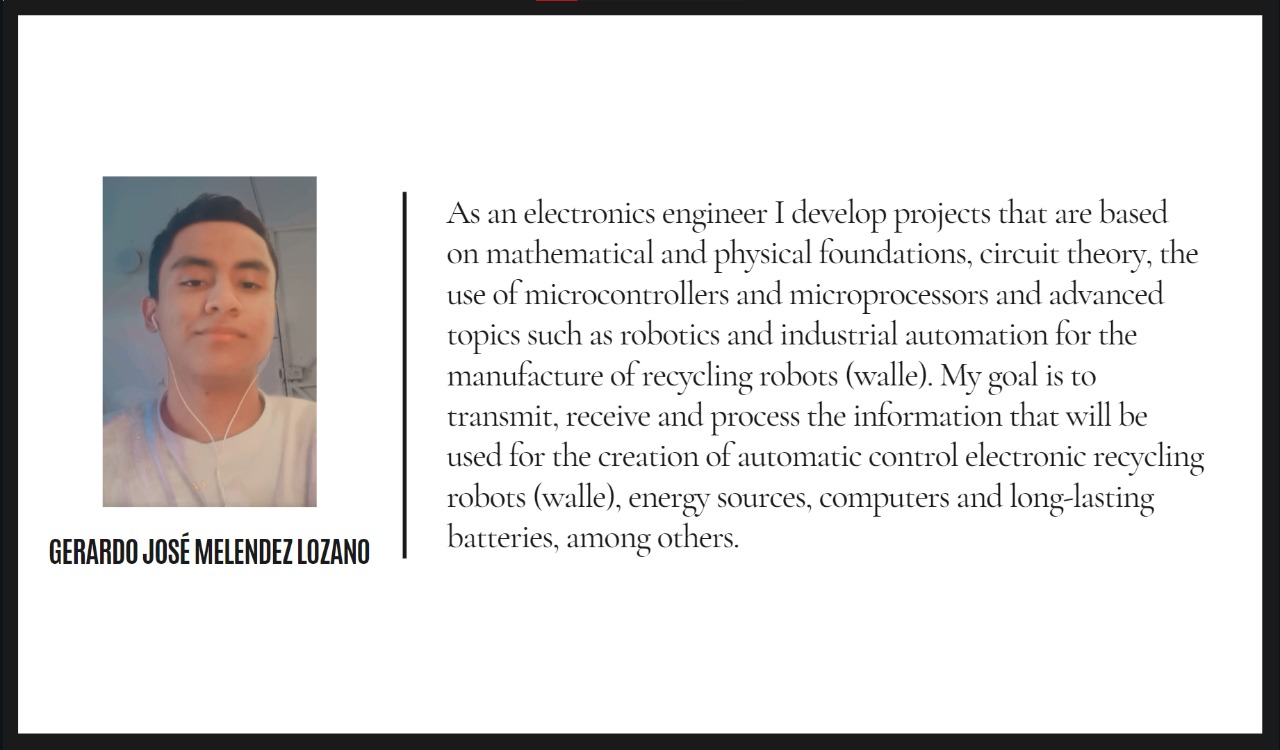 GERARDO JOSÉ MELENDEZ LOZANO
As an electronics engineer I develop projects that are based
on mathematical and physical foundations, circuit theory, the
use of microcontrollers and microprocessors and advanced
topics such as robotics and industrial automation for the
manufacture of recycling robots (walle). My goal is to
transmit, receive and process the information that will be
used for the creation of automatic control electronic recycling
robots (walle), energy sources, computers and long-lasting
batteries, among others.